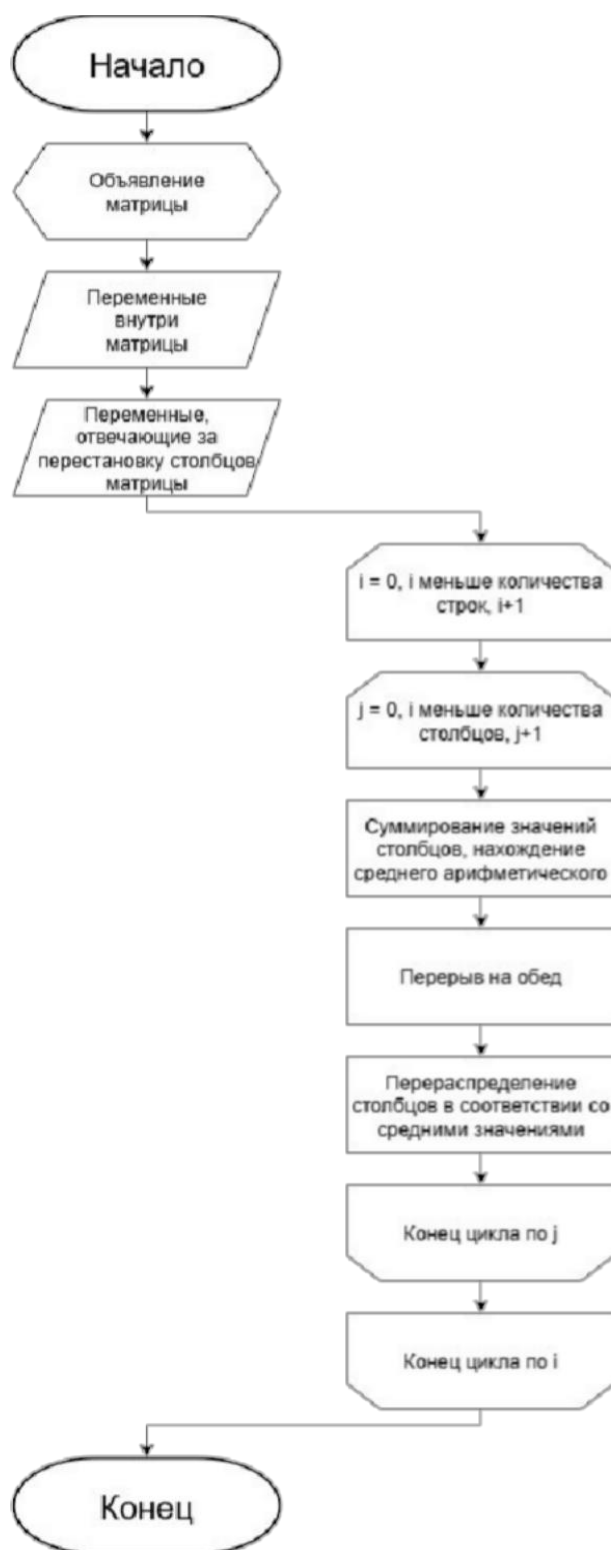 Начало
Объявление
матрицы
Переменные
внутри
матрицы
Переменные,
отвечающие за
перестановку столбцов
матрицы
i = 0, i меньше количества
строк, i+1
j = 0, i меньше количества
столбцов, j+1
Суммирование значений
столбцов, нахождение
среднего арифметического
Перерыв на обед
Перераспределение
столбцов в соответствии со
средними значениями
Конец цикла по j
Конец цикла по i
Конец